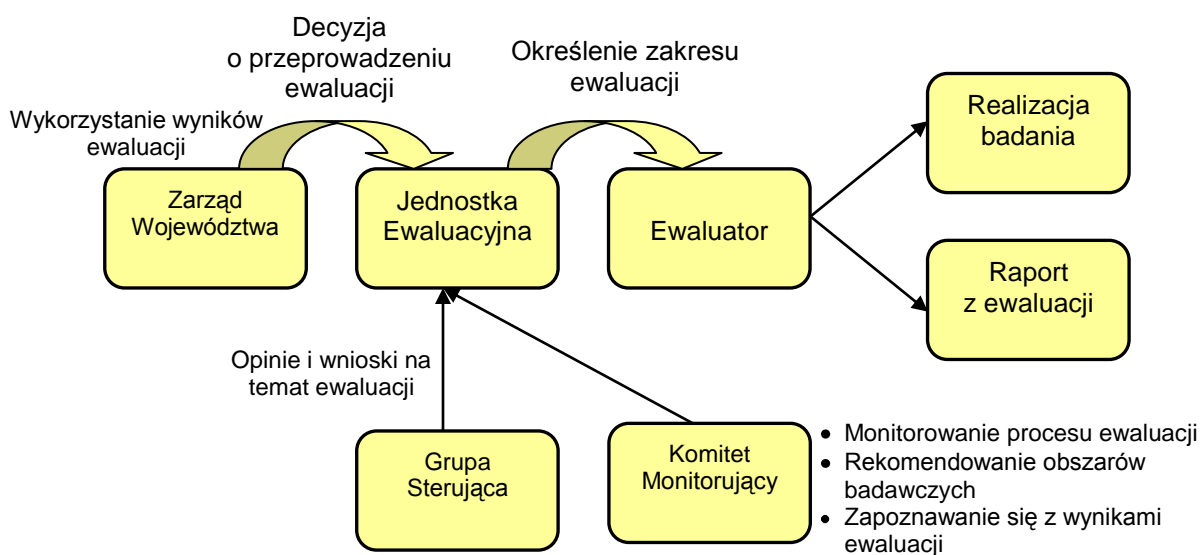 Decyzja
o przeprowadzeniu
ewaluacji
Określenie zakresu
ewaluacji
Wykorzystanie wyników
ewaluacji
Zarząd
Województwa
Jednostka
Ewaluacyjna
Ewaluator
Realizacja
badania
Raport
z ewaluacji
Opinie i wnioski na
temat ewaluacji
Grupa
Sterująca
Komitet
Monitorujący
• Monitorowanie procesu ewaluacji
• Rekomendowanie obszarów
badawczych
• Zapoznawanie się z wynikami
ewaluacji